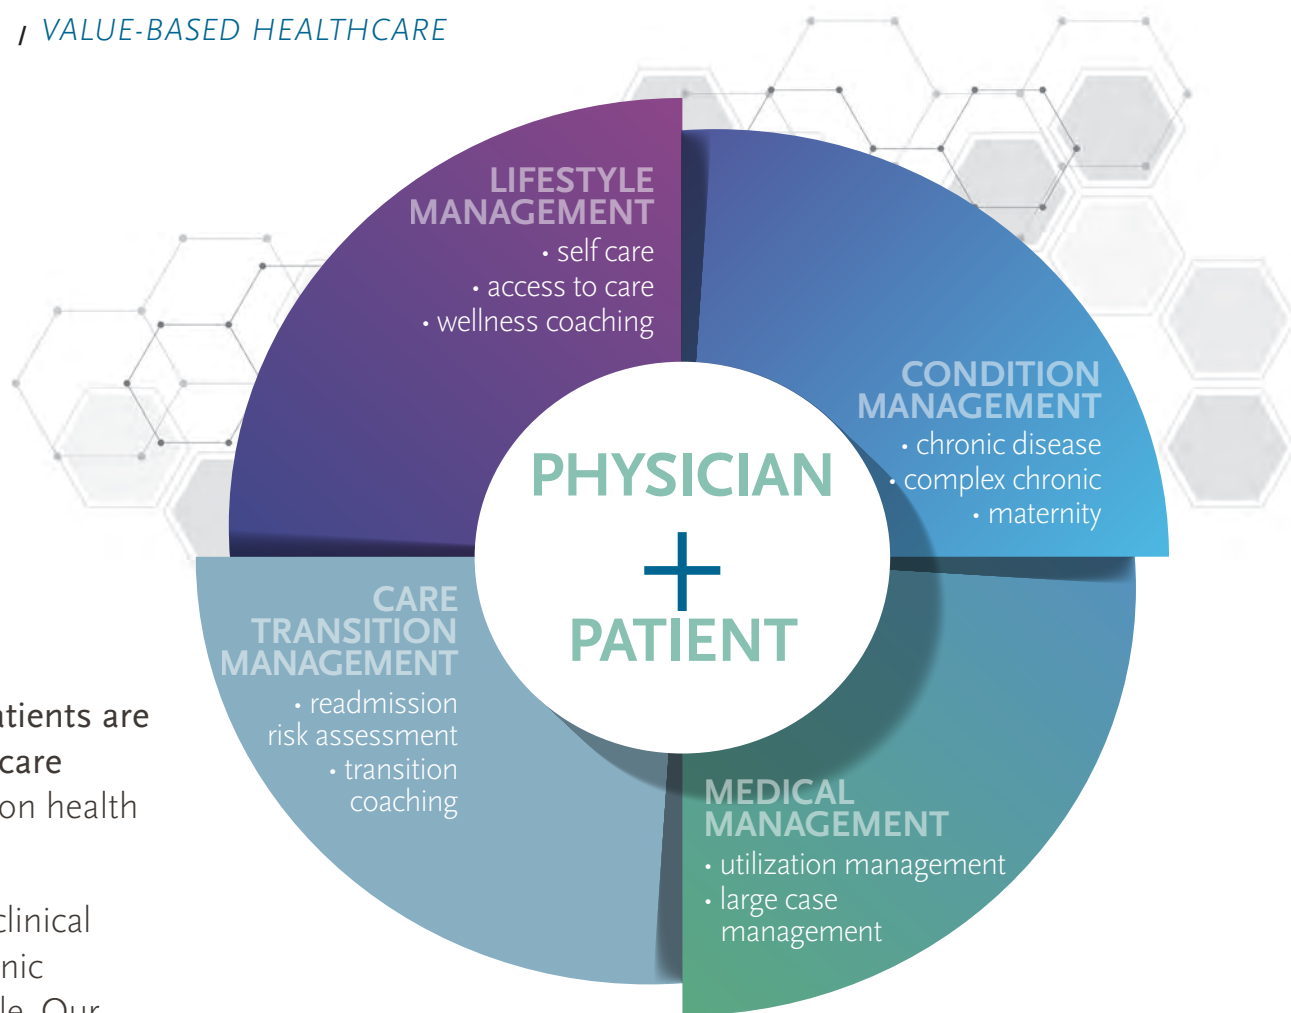 / VALUE-BASED HEALTHCARE
LIFESTYLE
MANAGEMENT
• self care
• access to care
• wellness coaching
CONDITION
MANAGEMENT
• chronic disease
• complex chronic
• maternity
PHYSICIAN
+
PATIENT
CARE
TRANSITION
MANAGEMENT
• readmission
risk assessment
• transition
coaching
MEDICAL
MANAGEMENT
• utilization management
• large case
management
are
care
on health
clinical
Our